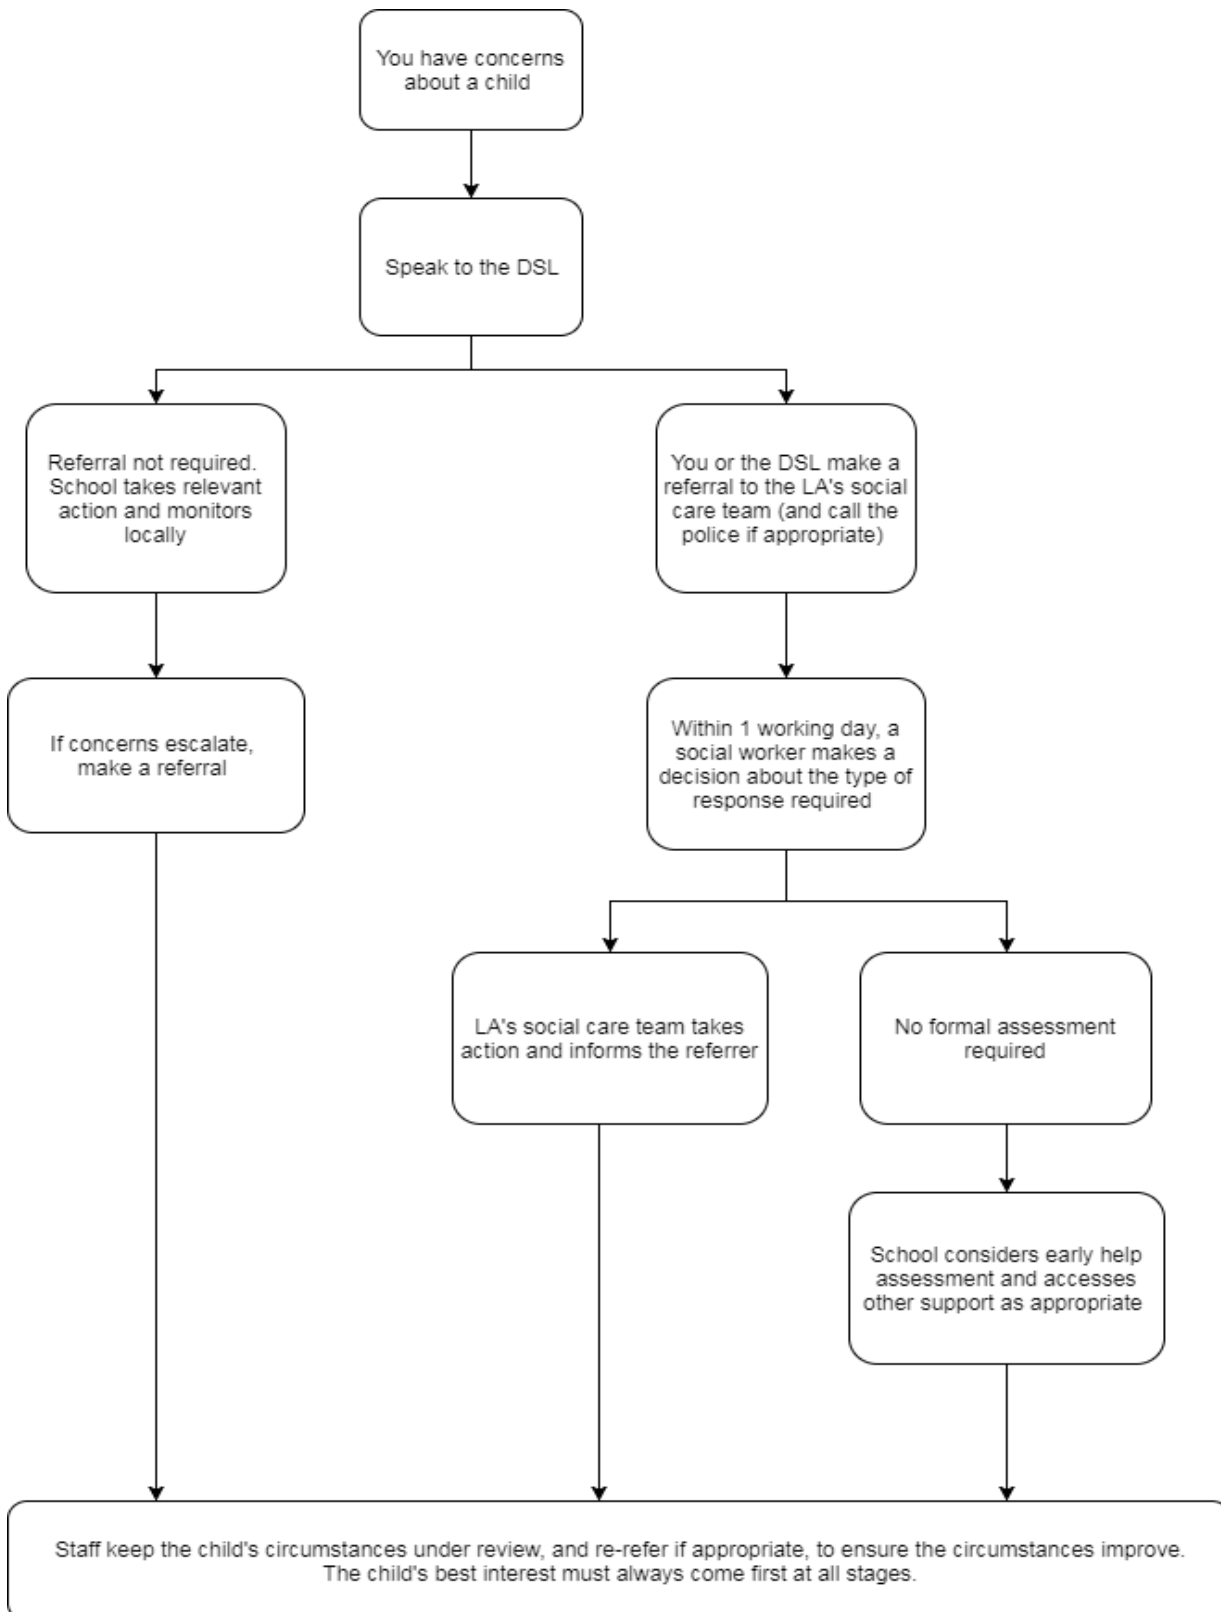 You have concerns
about a child
Speak to the DSL
Referral not required.
School takes relevant
action and monitors
locally
You or the DSL make a
referral to the LA's social
care team (and call the
police if appropriate)
If concerns escalate,
make a referral
Within 1 working day, a
social worker makes a
decision about the type of
response required
LA's social care team takes
action and informs the referrer
No formal assessment
required
School considers early help
assessment and accesses
other support as appropriate
Staff keep the child's circumstances under review, and re-refer if appropriate, to ensure the circumstances improve.
The child's best interest must always come first at all stages.